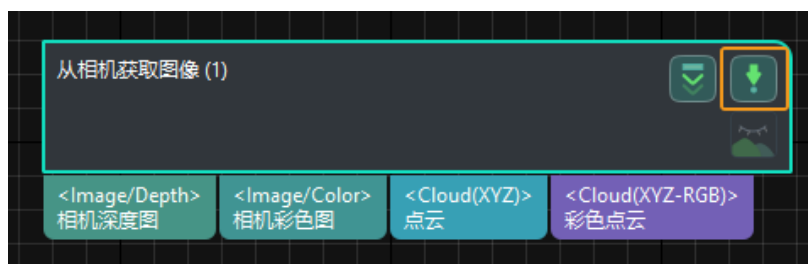 从相机获取图像 (1)
<Image/Depth>
相机深度图
<Image/Color>
相机彩色图
<Cloud(XYZ)>
点云
<Cloud(XYZ-RGB)>
彩色点云